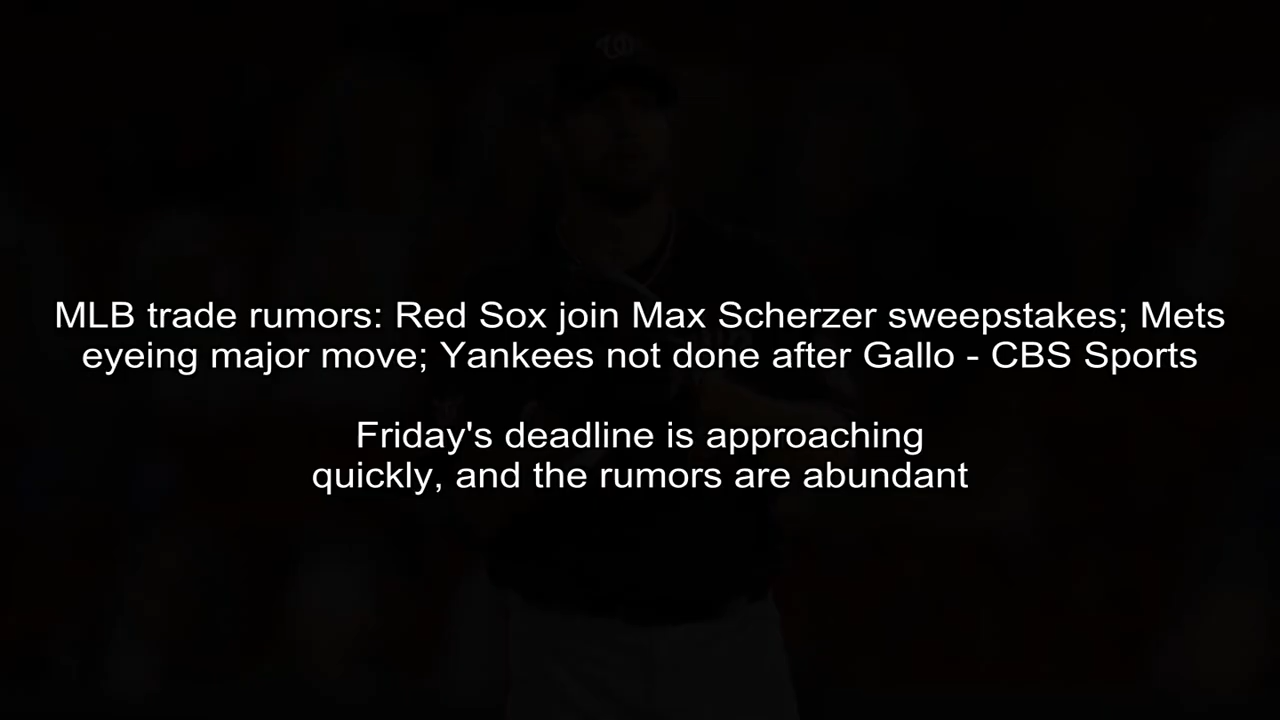 MLB trade rumors: Red Sox join Max Scherzer sweepstakes; Mets
eyeing major move; Yankees not done after Gallo - CBS Sports
Friday's deadline is approaching
quickly, and the rumors are abundant